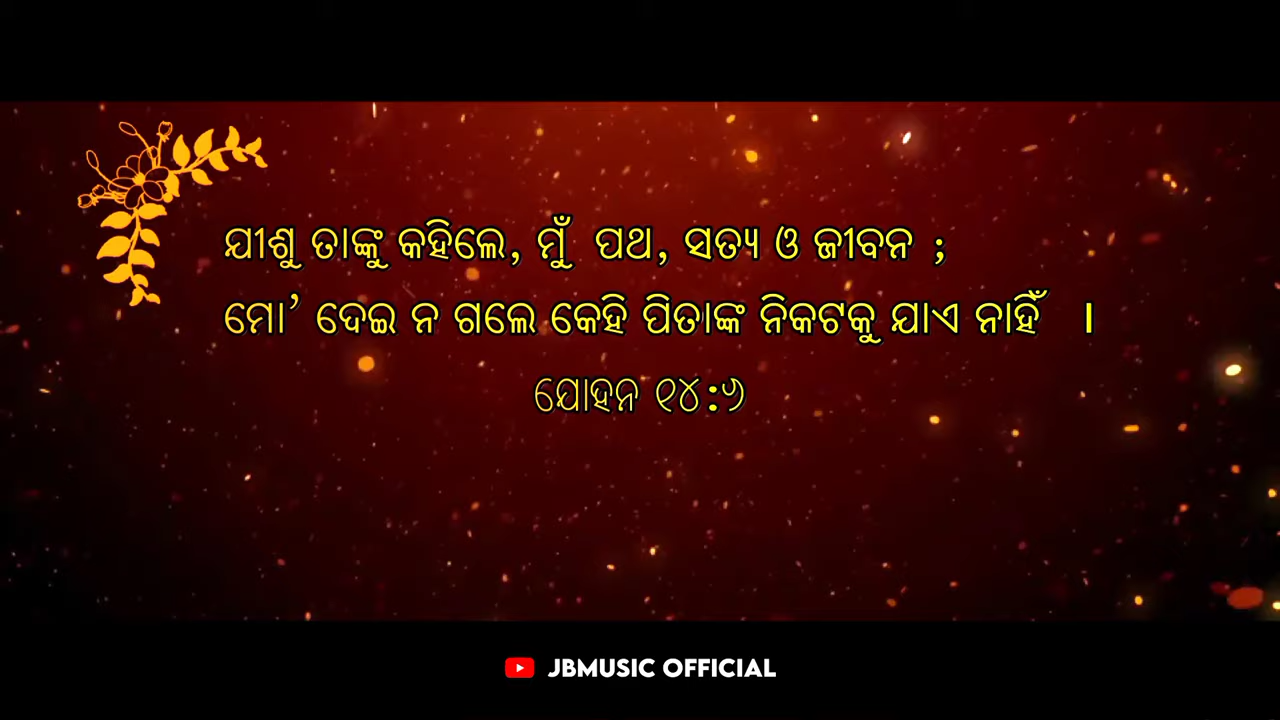 ଯୀଶୁ ତାଙ୍କୁ କହିଲେ, ମୁଁ ପଥ, ସତ୍ୟ ଓ ଜୀବନ ;
ମୋ’ ଦେଇ ନ ଗଲେ କେହି ପିତାଙ୍କ ନିକଟକୁ ଯାଏ ନାହିଁ ।
ଯୋହନ ୧୪:୬
JBMUSIC OFFICIAL